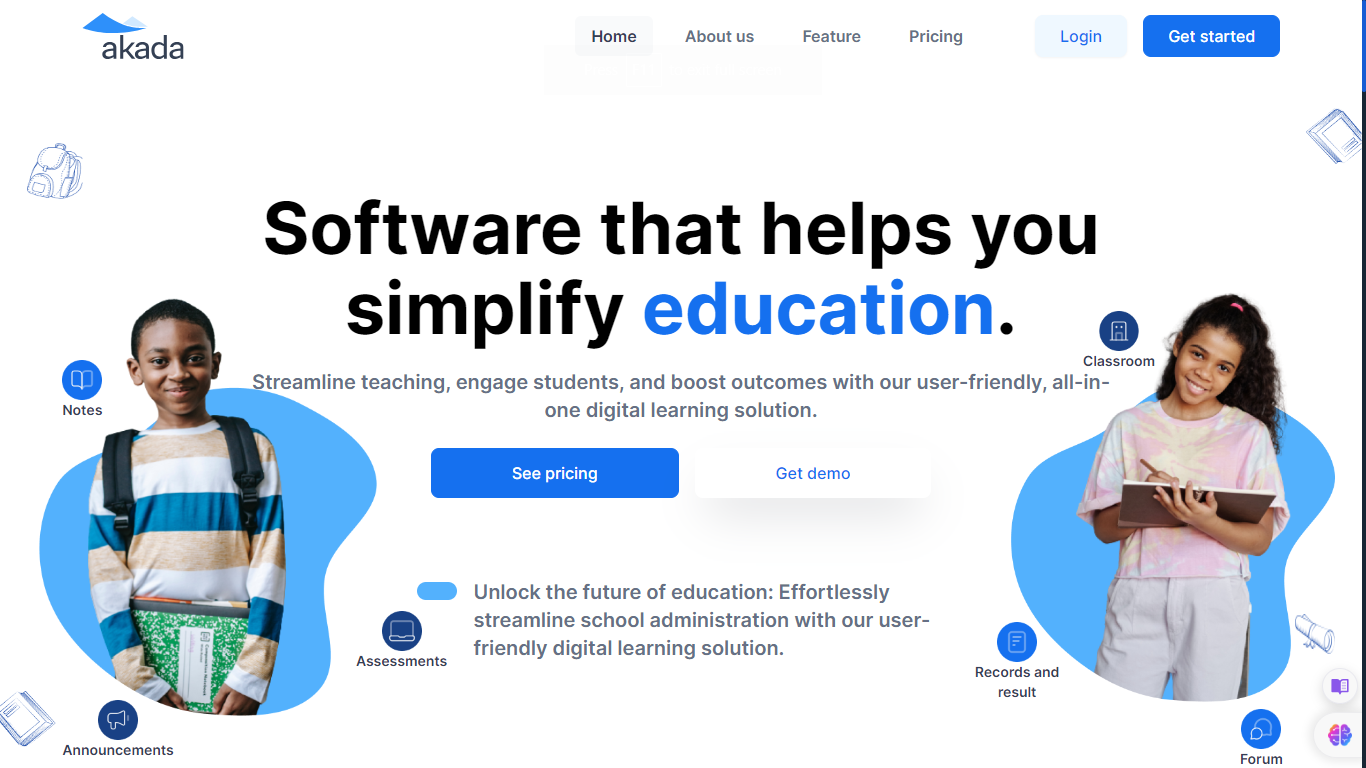 akada
Home
About us
Feature
Pricing
Login
Get started
Software that helps you
simplify education.
Classroom
Notes
Streamline teaching, engage students, and boost outcomes with our user-friendly, all-in-
one digital learning solution.
See pricing
Get demo
Unlock the future of education: Effortlessly
streamline school administration with our user-
friendly digital learning solution.
Assessments
Records and
result
Announcements
Forum